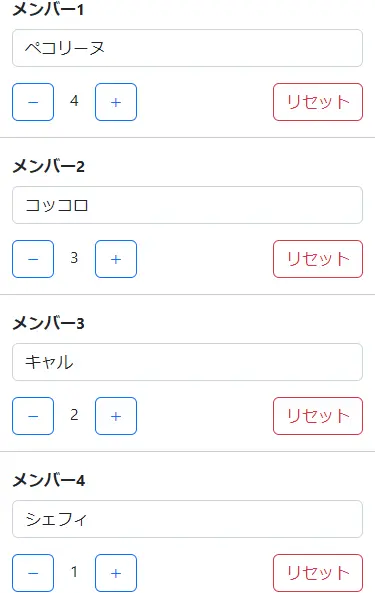 メンバー1
ペコリーヌ
− 4 + リセット
メンバー2
コッコロ
− 3 + リセット
メンバー3
キャル
− 2 + リセット
メンバー4
シェフィ
− 1 + リセット